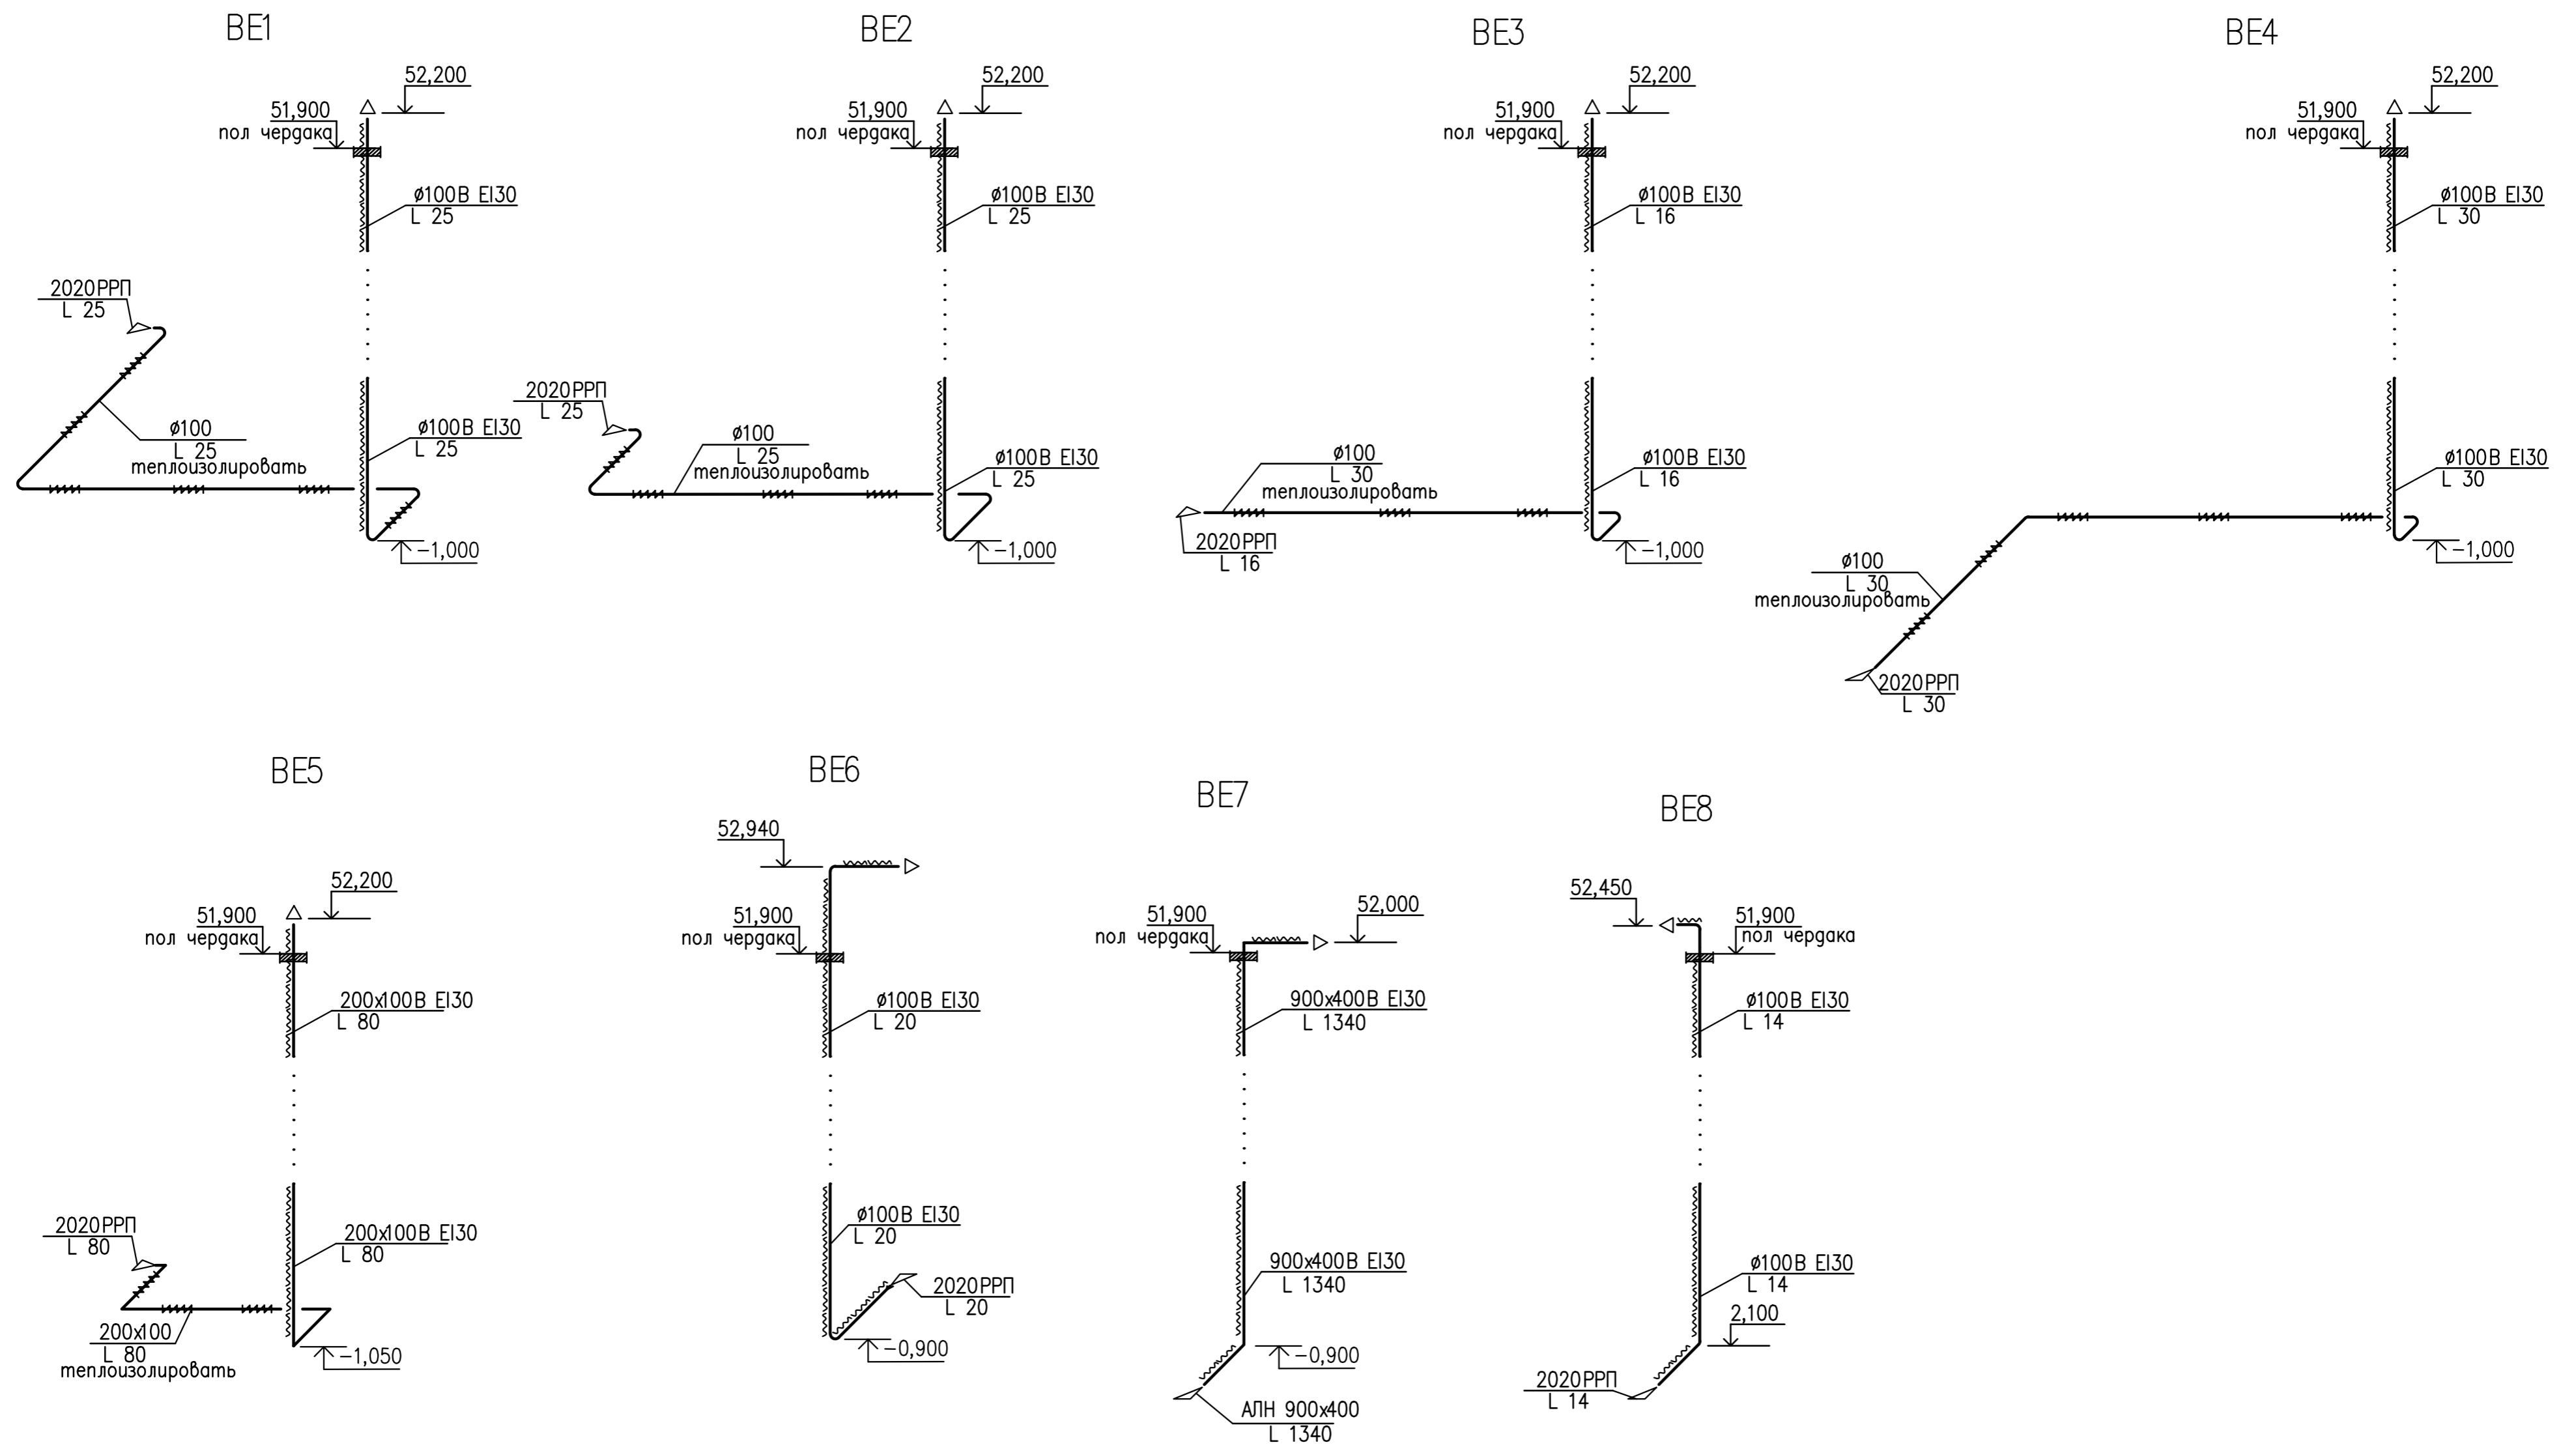 ВЕ1
52,200
51,900
пол чердака
ø100В EI30
L 25
2020РРП
L 25
ø100
L 25
теплоизолировать
ø100В EI30
L 25
-1,000
ВЕ2
52,200
51,900
пол чердака
ø100В EI30
L 25
2020РРП
L 25
ø100
L 25
теплоизолировать
ø100В EI30
L 25
-1,000
ВЕ3
52,200
51,900
пол чердака
ø100В EI30
L 16
ø100
L 30
теплоизолировать
ø100В EI30
L 16
2020РРП
L 16
-1,000
ВЕ4
52,200
51,900
пол чердака
ø100В EI30
L 30
ø100В EI30
L 30
-1,000
ø100
L 30
теплоизолировать
2020РРП
L 30
ВЕ5
52,200
51,900
пол чердака
200х100В EI30
L 80
2020РРП
L 80
200х100В EI30
L 80
200х100
L 80
теплоизолировать
-1,050
ВЕ6
52,940
51,900
пол чердака
ø100В EI30
L 20
ø100В EI30
L 20
2020РРП
L 20
-0,900
ВЕ7
52,000
51,900
пол чердака
900х400В EI30
L 1340
900х400В EI30
L 1340
-0,900
АЛН 900х400
L 1340
ВЕ8
52,450
51,900
пол чердака
ø100В EI30
L 14
ø100В EI30
L 14
2,100
2020РРП
L 14